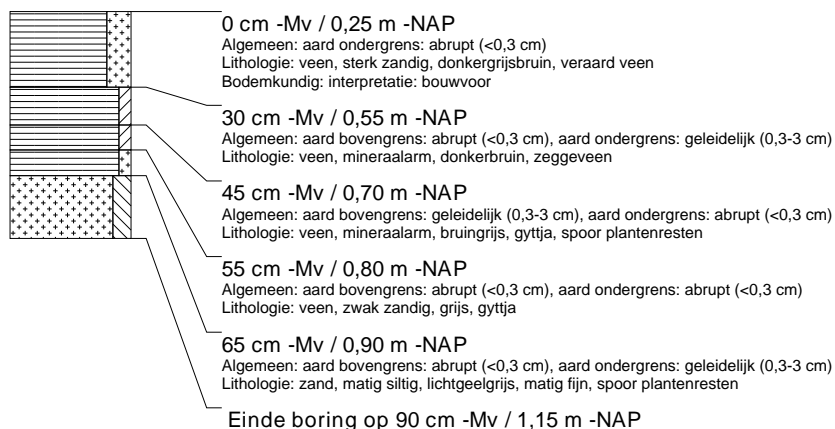 0 cm -Mv / 0,25 m -NAP
Algemeen: aard ondergrens: abrupt (<0,3 cm)
Lithologie: veen, sterk zandig, donkergrijsbruin, veraard veen
Bodemkundig: interpretatie: bouwvoor
30 cm -Mv / 0,55 m -NAP
Algemeen: aard bovengrens: abrupt (<0,3 cm), aard ondergrens: geleidelijk (0,3-3 cm)
Lithologie: veen, mineraalarm, donkerbruin, zeggeveen
45 cm -Mv / 0,70 m -NAP
Algemeen: aard bovengrens: geleidelijk (0,3-3 cm), aard ondergrens: abrupt (<0,3 cm)
Lithologie: veen, mineraalarm, bruingrijs, gyttja, spoor plantenresten
55 cm -Mv / 0,80 m -NAP
Algemeen: aard bovengrens: abrupt (<0,3 cm), aard ondergrens: abrupt (<0,3 cm)
Lithologie: veen, zwak zandig, grijs, gyttja
65 cm -Mv / 0,90 m -NAP
Algemeen: aard bovengrens: abrupt (<0,3 cm), aard ondergrens: geleidelijk (0,3-3 cm)
Lithologie: zand, matig siltig, lichtgeelgrijs, matig fijn, spoor plantenresten
Einde boring op 90 cm -Mv / 1,15 m -NAP